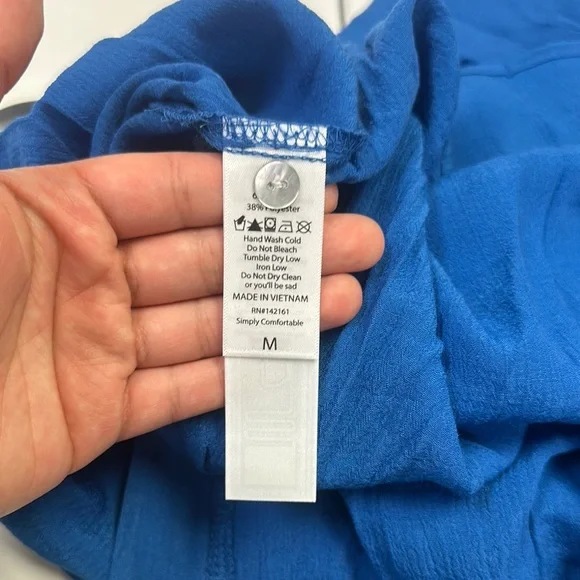 38% Polyester
Hand Wash Cold
Do Not Bleach
Tumble Dry Low
Iron Low
Do Not Dry Clean
or you'll be sad
MADE IN VIETNAM
RN#142161
Simply Comfortable
M